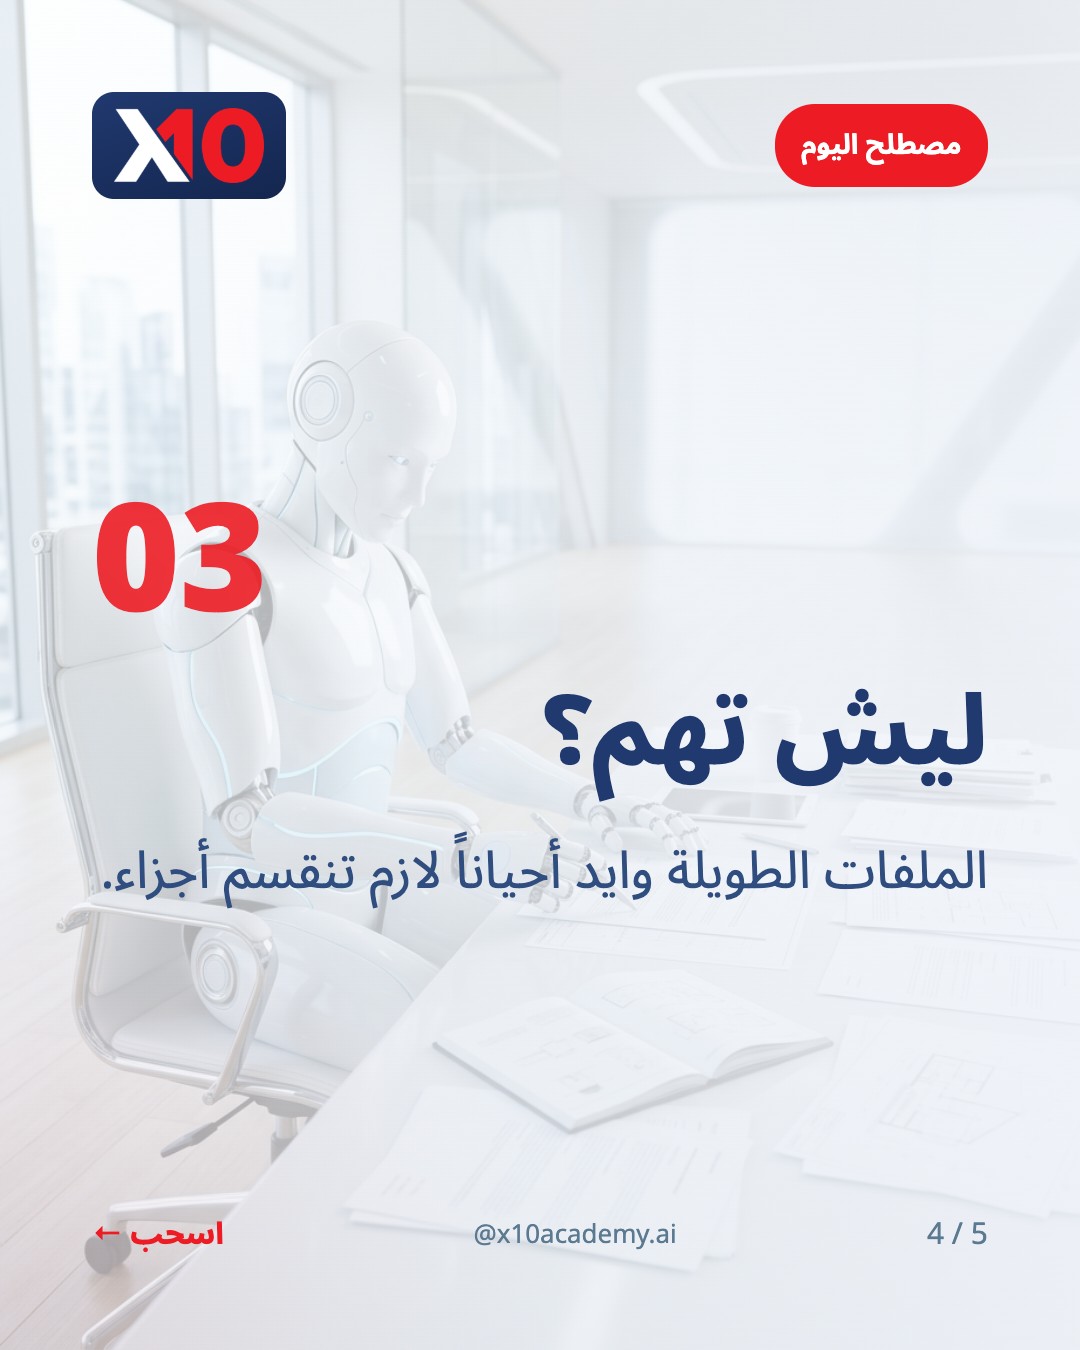 X10
مصطلح اليوم
03
ليش تهم؟
الملفات الطويلة وايد أحياناً لازم تنقسم أجزاء.
اسحب ←
@x10academy.ai
4 / 5